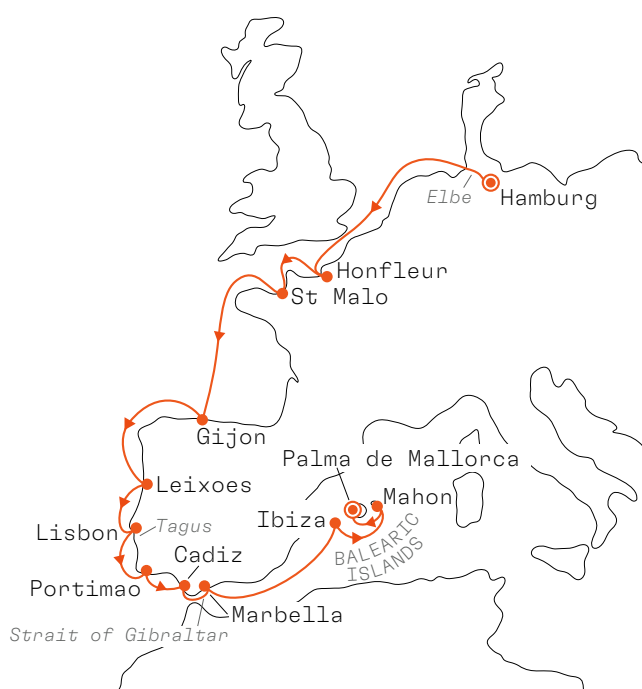 Elbe
Hamburg
Honfleur
St Malo
Gijon
Palma de Mallorca
Leixoes
Mahon
Ibiza
Lisbon
Tagus
BALEARIC
ISLANDS
Cadiz
Portimao
Marbella
Strait of Gibraltar